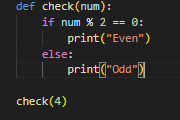 def check(num):
    if num % 2 == 0:
        print("Even")
    else:
        print("Odd")

check(4)